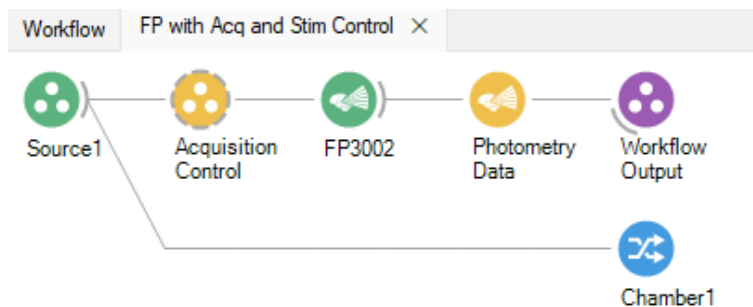 Workflow
FP with Acq and Stim Control
Source1
Acquisition
Control
FP3002
Photometry
Data
Workflow
Output
Chamber1